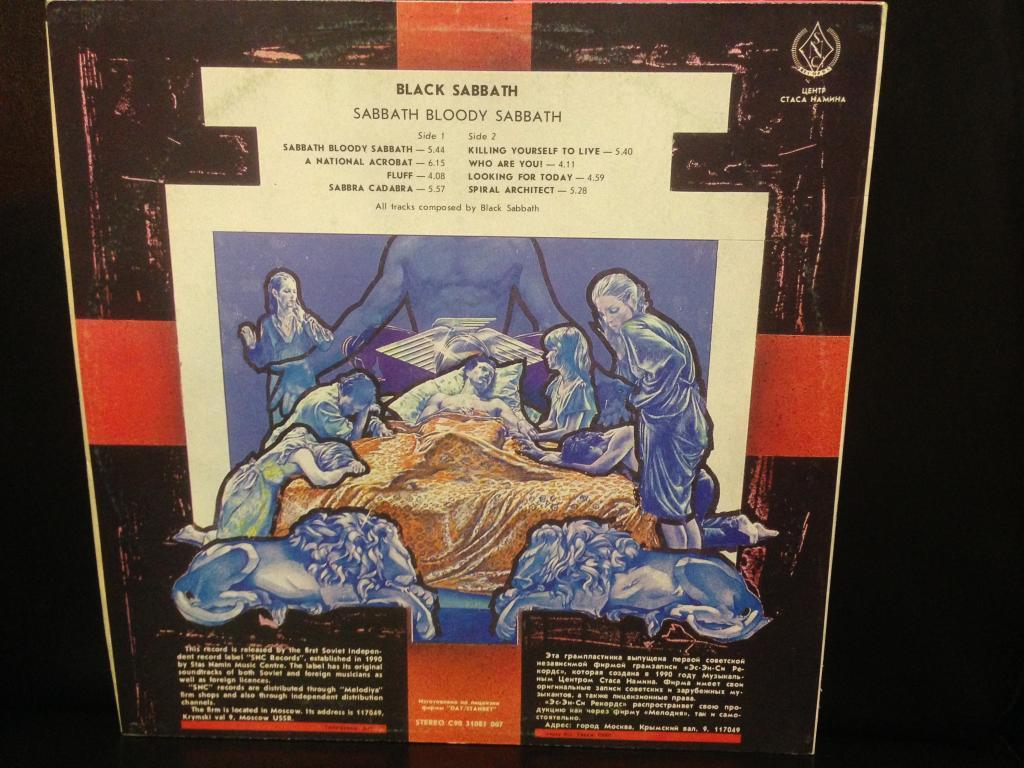 SNC
RECORDS
ЦЕНТР
СТАСА НАМИНА
BLACK SABBATH
SABBATH BLOODY SABBATH
Side 1
SABBATH BLOODY SABBATH — 5.44
A NATIONAL ACROBAT — 6.15
FLUFF — 4.08
SABBRA CADABRA — 5.57
Side 2
KILLING YOURSELF TO LIVE — 5.40
WHO ARE YOU! — 4.11
LOOKING FOR TODAY — 4.59
SPIRAL ARCHITECT — 5.28
All tracks composed by Black Sabbath
This record is released by the first Soviet indepen-
dent record label "SNC Records", established in 1990
by Stas Namin Music Centre. The label has its original
soundtracks of both Soviet and foreign musicians as
well as foreign licences.
"SNC" records are distributed through "Melodiya"
firm shops and also through independent distribution
channels.
The firm is located in Moscow. Its address is 117049,
Krymski val 9, Moscow USSR.
Изготовлено по лицензии
фирмы "DAT/STANBET"
STEREO C90 31087 007
Эта грампластинка выпущена первой советской
независимой фирмой грамзаписи «Эс-Эн-Си Ре-
кордс», которая создана в 1990 году Музыкаль-
ным Центром Стаса Намина. Фирма имеет свои
оригинальные записи советских и зарубежных му-
зыкантов, а также лицензионные права.
«Эс-Эн-Си Рекордс» распространяет свою про-
дукцию как через фирму «Мелодия», так и само-
стоятельно.
Адрес: город Москва, Крымский вал, 9, 117049